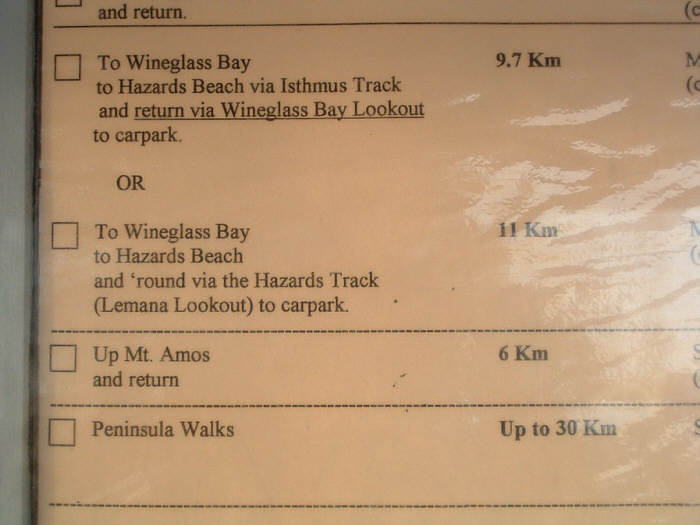 and return.
To Wineglass Bay 9.7 Km
to Hazards Beach via Isthmus Track
and return via Wineglass Bay Lookout
to carpark.
OR
To Wineglass Bay 11 Km
to Hazards Beach
and ‘round via the Hazards Track
(Lemana Lookout) to carpark.
Up Mt. Amos 6 Km
and return
Peninsula Walks Up to 30 Km